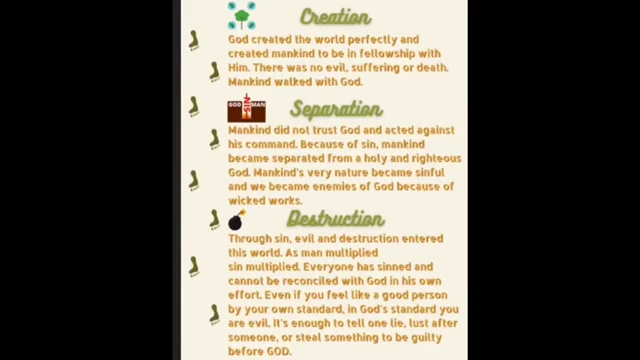 Creation
God created the world perfectly and
created mankind to be in fellowship with
Him. There was no evil, suffering or death.
Mankind walked with God.
GOD SIN MAN
Separation
Mankind did not trust God and acted against
his command. Because of sin, mankind
became separated from a holy and righteous
God. Mankind's very nature became sinful
and we became enemies of God because of
wicked works.
Destruction
Through sin, evil and destruction entered
this world. As man multiplied
sin multiplied. Everyone has sinned and
cannot be reconciled with God in his own
effort. Even if you feel like a good person
by your own standard, in God's standard you
are evil. It's enough to tell one lie, lust after
someone, or steal something to be guilty
before GOD.